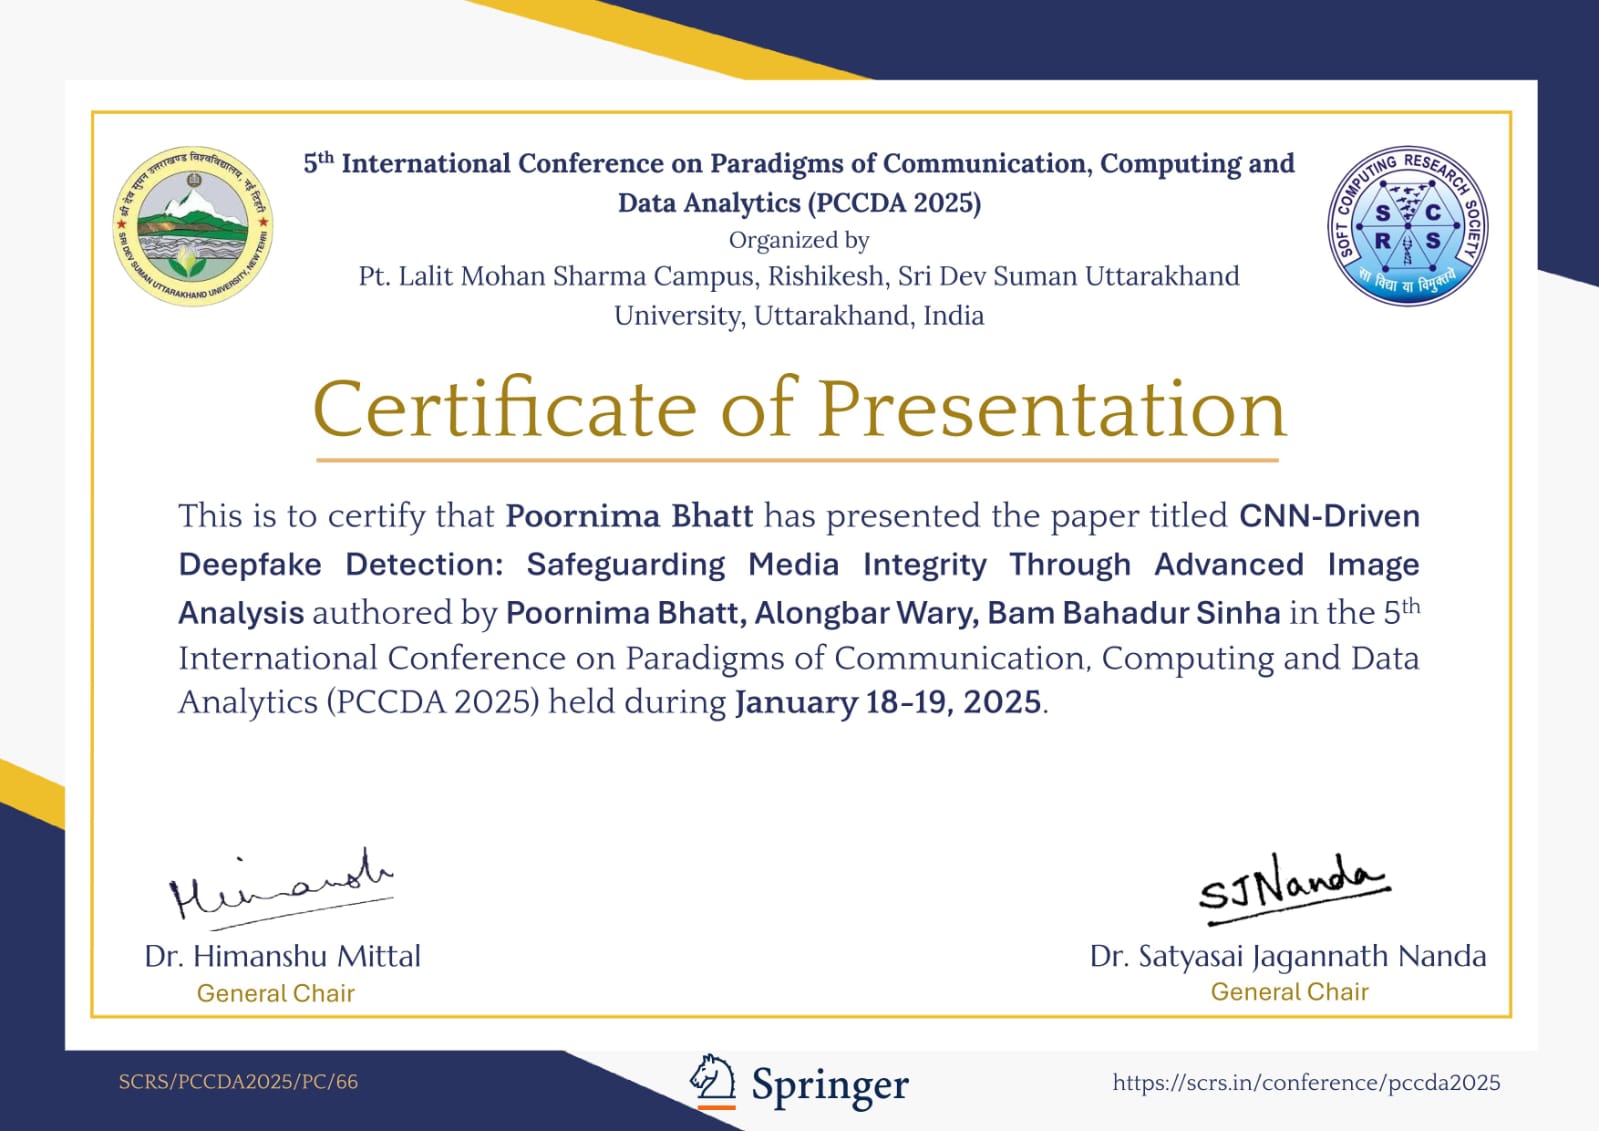 5th International Conference on Paradigms of Communication, Computing and
Data Analytics (PCCDA 2025)
Organized by
Pt. Lalit Mohan Sharma Campus, Rishikesh, Sri Dev Suman Uttarakhand
University, Uttarakhand, India
श्री देव सुमन उत्तराखण्ड विश्वविद्यालय, नई टिहरी
SRI DEV SUMAN UTTARAKHAND UNIVERSITY, NEW TEHRI
SOFT COMPUTING RESEARCH SOCIETY
S C
R S
सा विद्या या विमुक्तये
Certificate of Presentation
This is to certify that Poornima Bhatt has presented the paper titled CNN-Driven
Deepfake Detection: Safeguarding Media Integrity Through Advanced Image
Analysis authored by Poornima Bhatt, Alongbar Wary, Bam Bahadur Sinha in the 5th
International Conference on Paradigms of Communication, Computing and Data
Analytics (PCCDA 2025) held during January 18-19, 2025.
Himansh
SJNanda
Dr. Himanshu Mittal
General Chair
Dr. Satyasai Jagannath Nanda
General Chair
SCRS/PCCDA2025/PC/66
Springer
https://scrs.in/conference/pccda2025